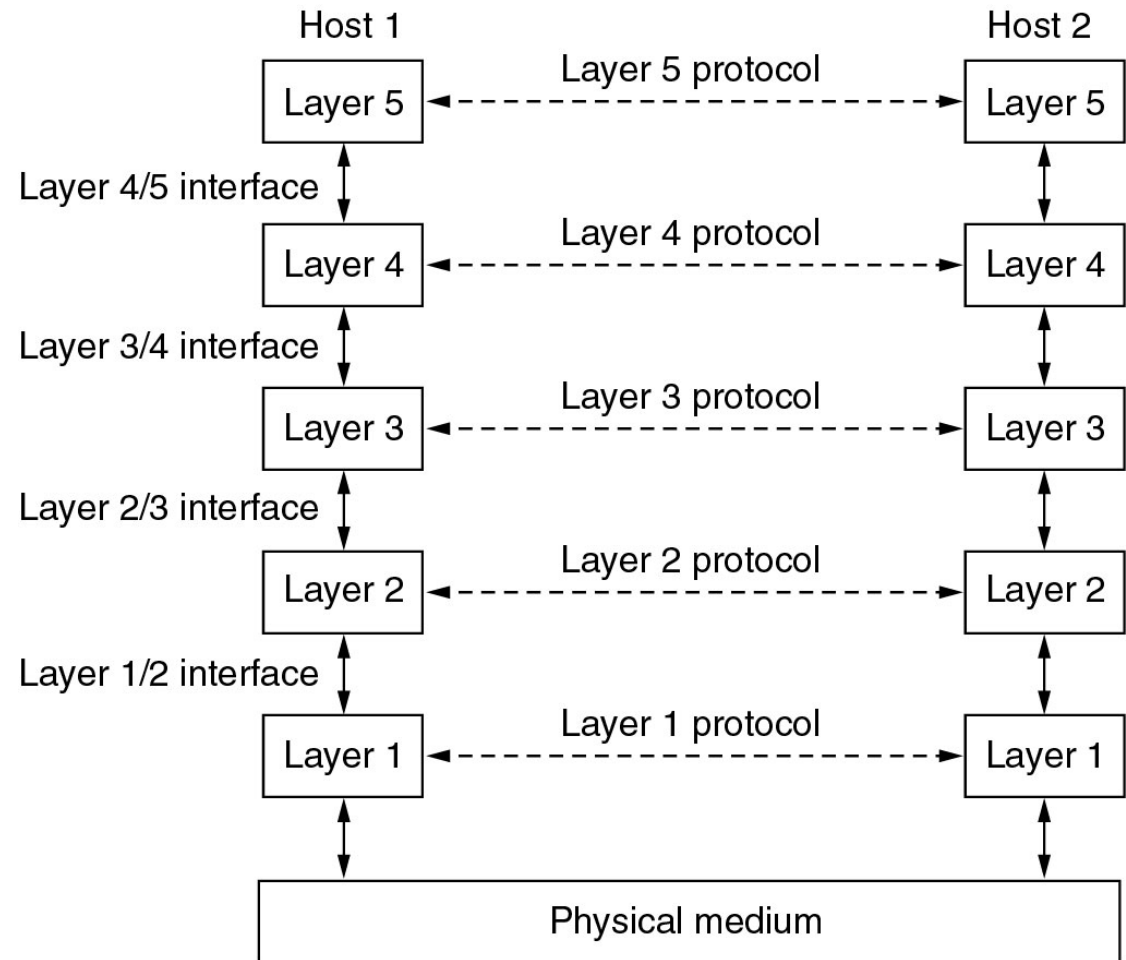 Host 1
Host 2
Layer 5 protocol
Layer 5
Layer 5
Layer 4/5 interface
Layer 4 protocol
Layer 4
Layer 4
Layer 3/4 interface
Layer 3 protocol
Layer 3
Layer 3
Layer 2/3 interface
Layer 2 protocol
Layer 2
Layer 2
Layer 1/2 interface
Layer 1 protocol
Layer 1
Layer 1
Physical medium